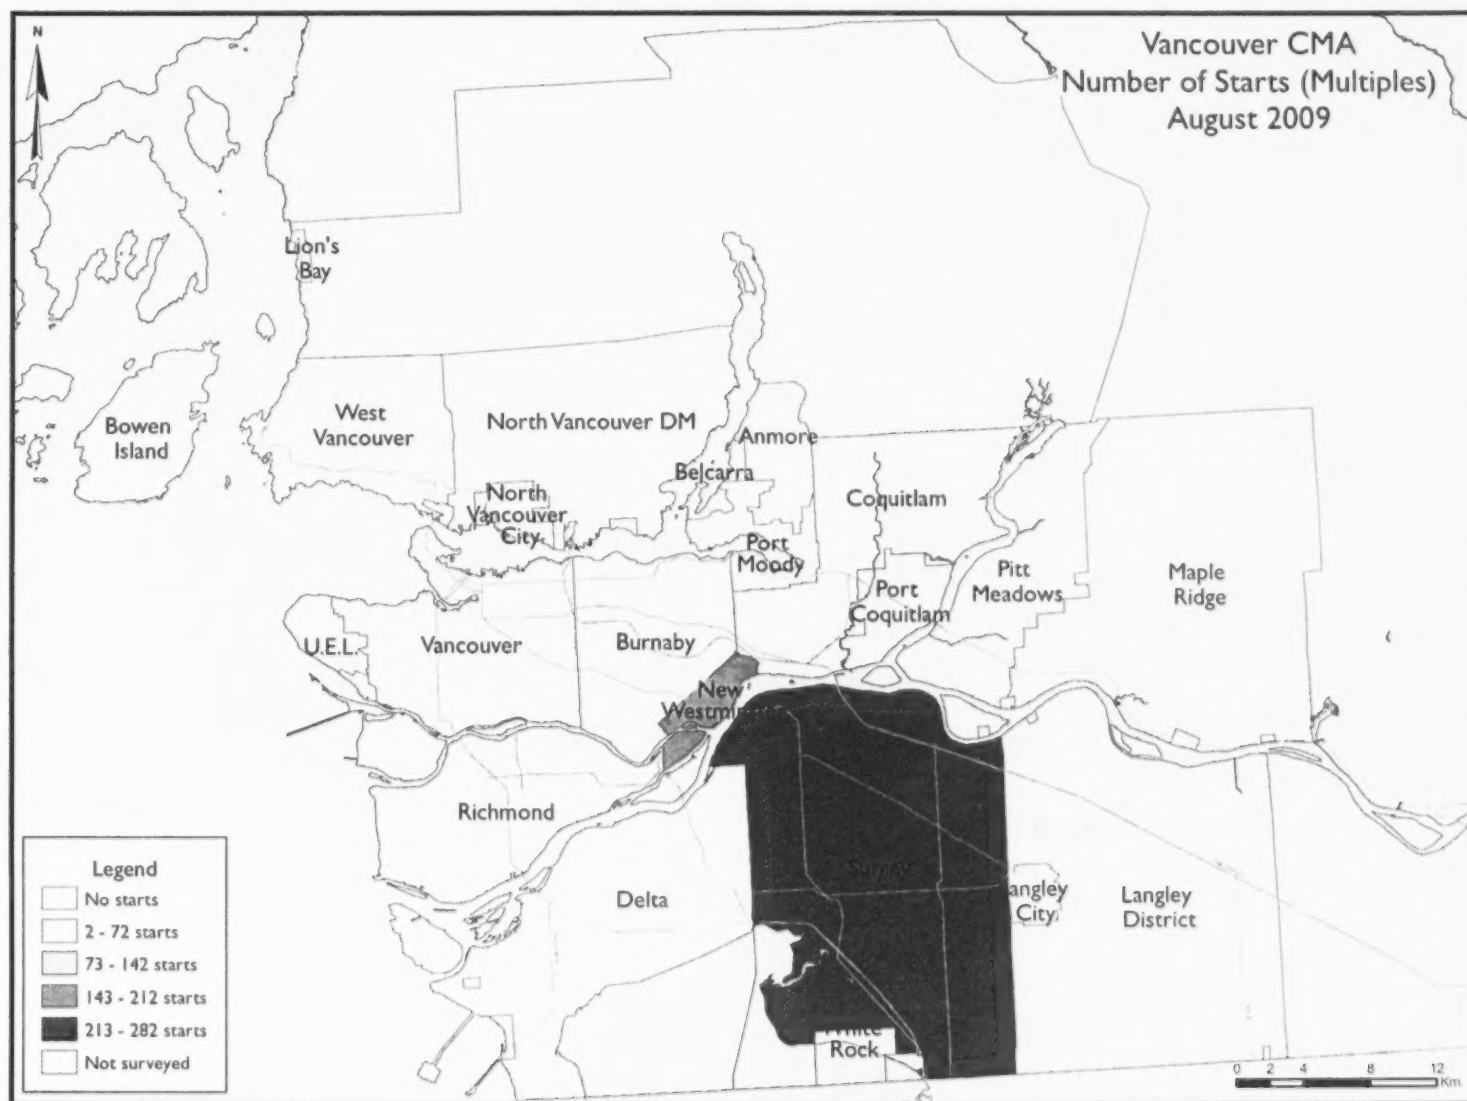 N
Vancouver CMA
Number of Starts (Multiples)
August 2009
Lion's
Bay
Bowen
Island
West
Vancouver
North Vancouver DM
Anmore
Belcarra
North
Vancouver
City
Coquitlam
Port
Moody
Pitt
Meadows
Maple
Ridge
Port
Coquitlam
U.E.L.
Vancouver
Burnaby
New
Westminster
Richmond
Surrey
Delta
Langley
City
Langley
District
White
Rock
Legend
No starts
2 - 72 starts
73 - 142 starts
143 - 212 starts
213 - 282 starts
Not surveyed
0 2 4 8 12
Km